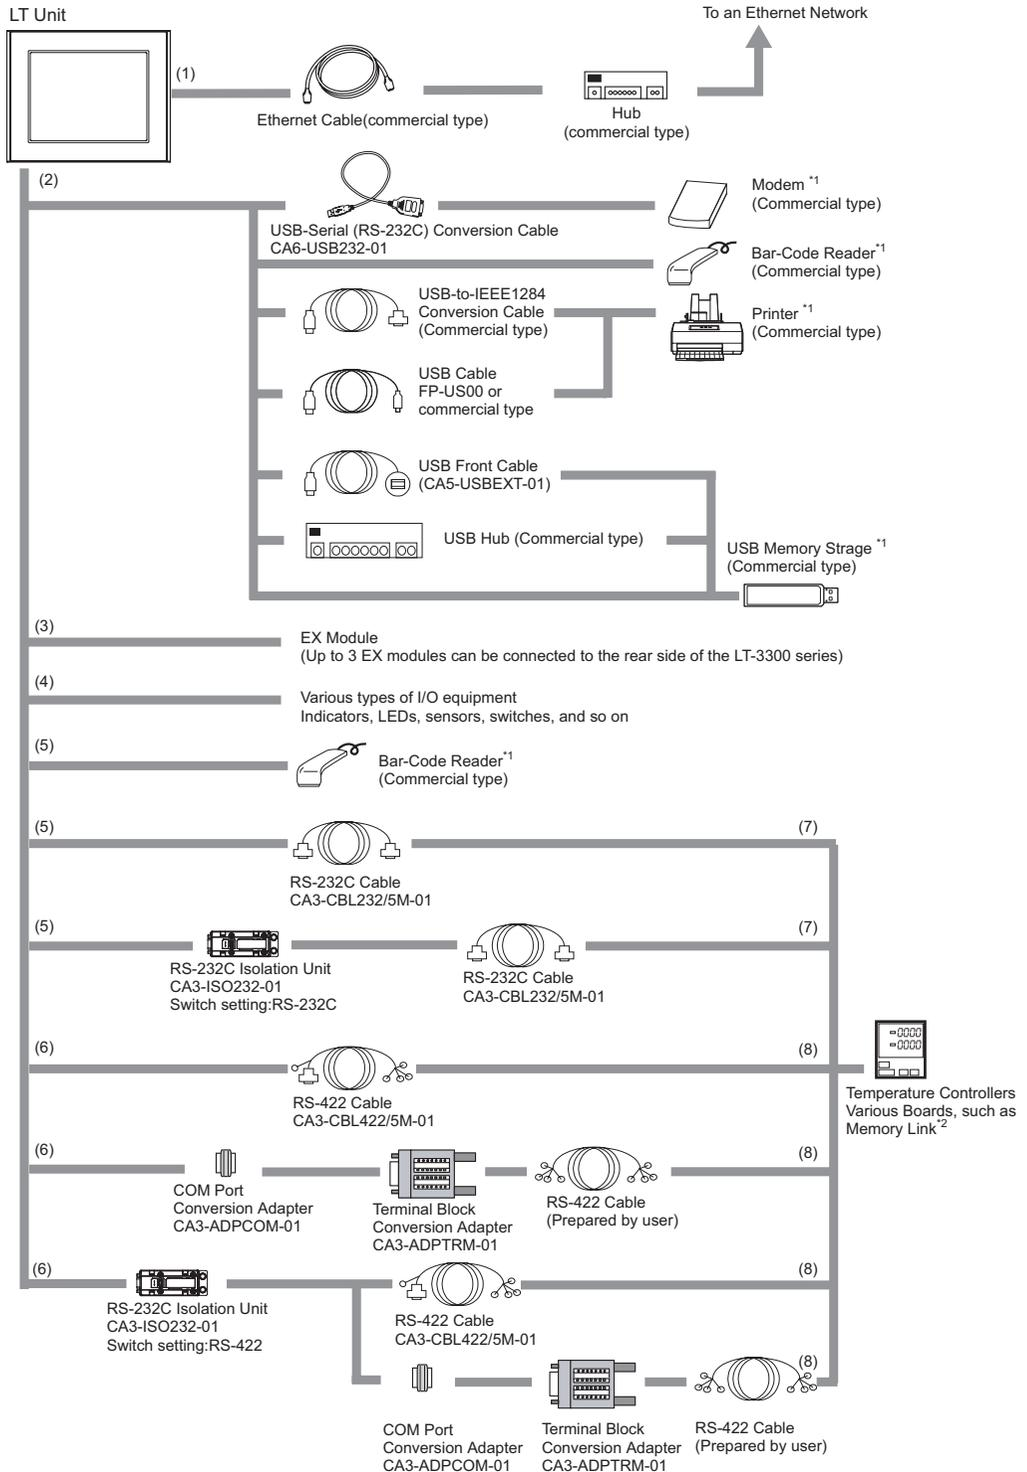 LT Unit
To an Ethernet Network
(1)
Ethernet Cable(commercial type)
Hub
(commercial type)
(2)
USB-Serial (RS-232C) Conversion Cable
CA6-USB232-01
Modem *1
(Commercial type)
Bar-Code Reader*1
(Commercial type)
USB-to-IEEE1284
Conversion Cable
(Commercial type)
Printer *1
(Commercial type)
USB Cable
FP-US00 or
commercial type
USB Front Cable
(CA5-USBEXT-01)
USB Hub (Commercial type)
USB Memory Strage *1
(Commercial type)
(3)
EX Module
(Up to 3 EX modules can be connected to the rear side of the LT-3300 series)
(4)
Various types of I/O equipment
Indicators, LEDs, sensors, switches, and so on
(5)
Bar-Code Reader*1
(Commercial type)
(5)
(7)
RS-232C Cable
CA3-CBL232/5M-01
(5)
(7)
RS-232C Isolation Unit
CA3-ISO232-01
Switch setting:RS-232C
RS-232C Cable
CA3-CBL232/5M-01
(6)
(8)
RS-422 Cable
CA3-CBL422/5M-01
0000
0000
Temperature Controllers
Various Boards, such as
Memory Link*2
(6)
(8)
COM Port
Conversion Adapter
CA3-ADPCOM-01
Terminal Block
Conversion Adapter
CA3-ADPTRM-01
RS-422 Cable
(Prepared by user)
(6)
(8)
RS-232C Isolation Unit
CA3-ISO232-01
Switch setting:RS-422
RS-422 Cable
CA3-CBL422/5M-01
(8)
COM Port
Conversion Adapter
CA3-ADPCOM-01
Terminal Block
Conversion Adapter
CA3-ADPTRM-01
RS-422 Cable
(Prepared by user)